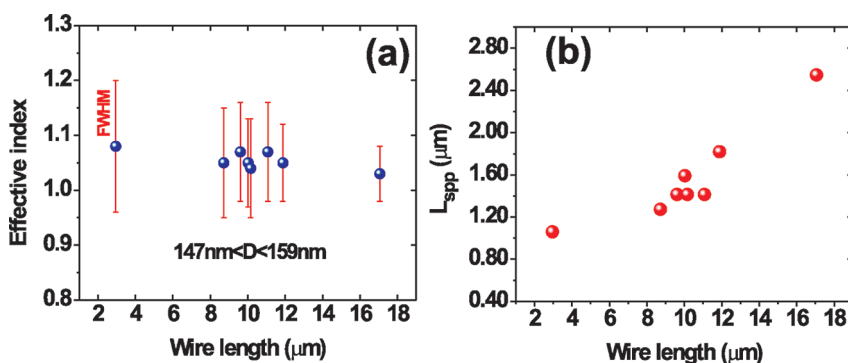 (a)
Effective index
1.3
1.2
1.1
1.0
0.9
0.8
FWHM
147nm<D<159nm
2 4 6 8 10 12 14 16 18
Wire length (μm)
(b)
L_spp (μm)
2.80
2.40
2.00
1.60
1.20
0.80
0.40
2 4 6 8 10 12 14 16 18
Wire length (μm)